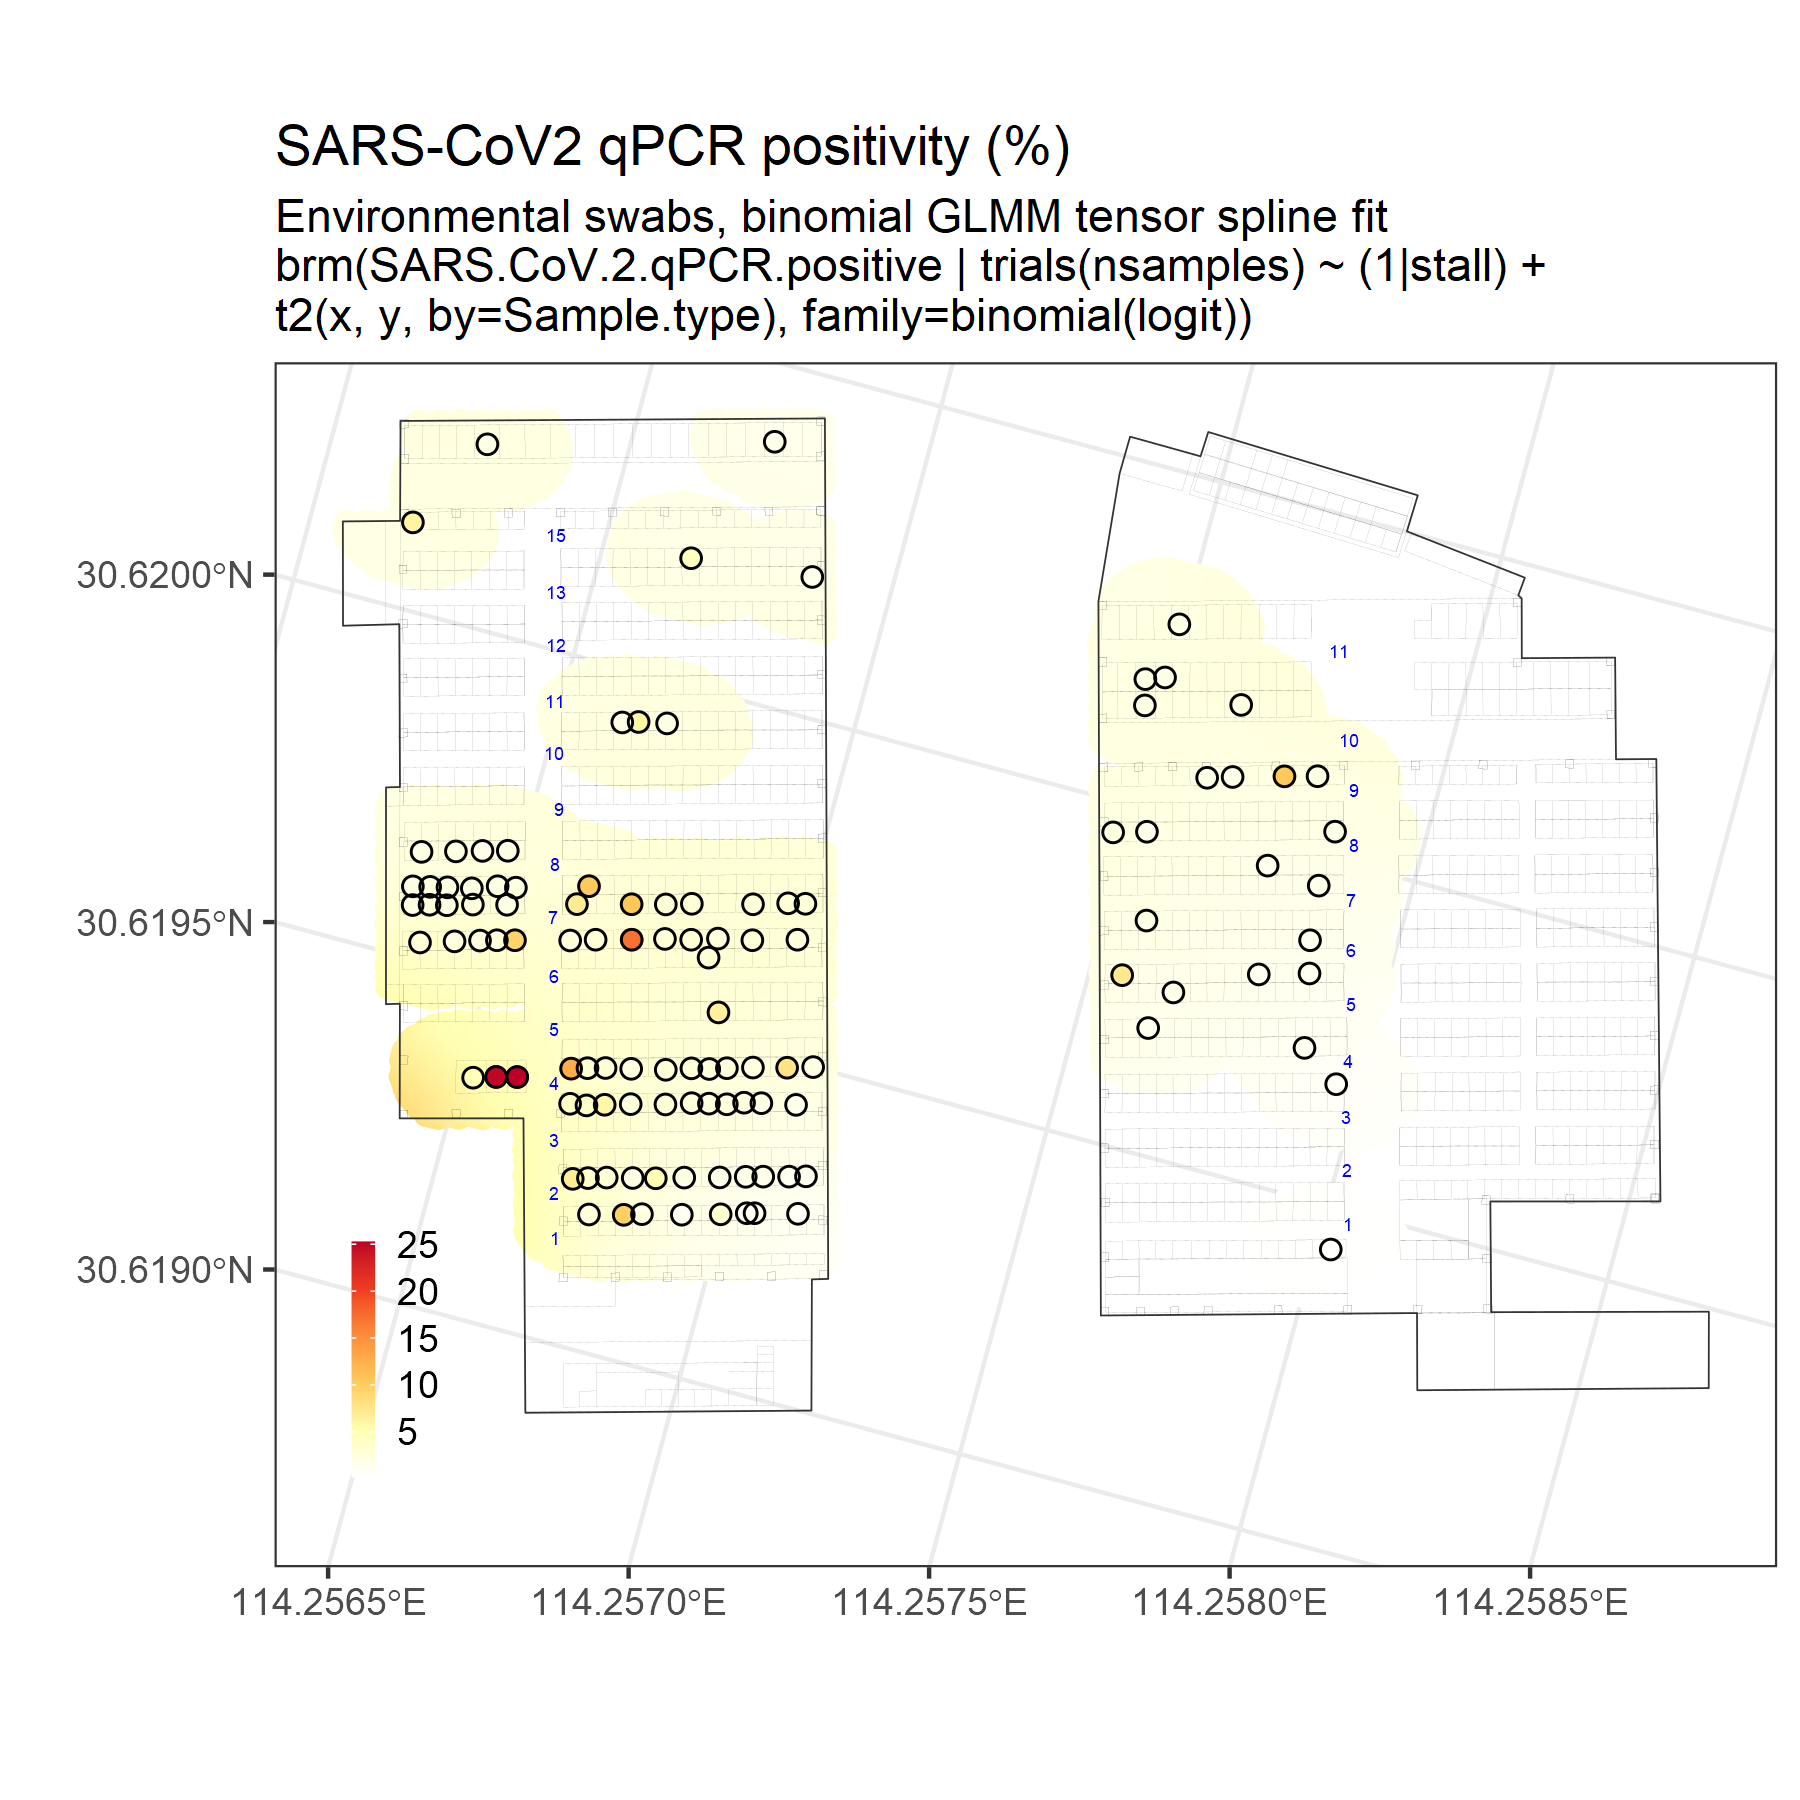 SARS-CoV2 qPCR positivity (%)
Environmental swabs, binomial GLMM tensor spline fit
brm(SARS.CoV.2.qPCR.positive | trials(nsamples) ~ (1|stall) +
t2(x, y, by=Sample.type), family=binomial(logit))
30.6200°N
30.6195°N
30.6190°N
15
13
12
11
10
9
8
7
6
5
4
3
2
1
11
10
9
8
7
6
5
4
3
2
1
25
20
15
10
5
114.2565°E
114.2570°E
114.2575°E
114.2580°E
114.2585°E